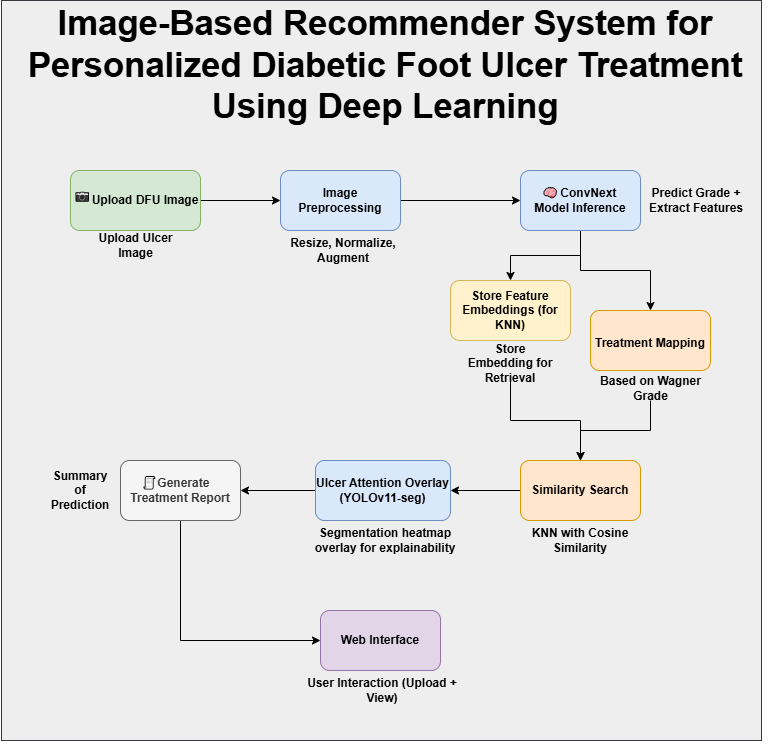 Image-Based Recommender System for
Personalized Diabetic Foot Ulcer Treatment
Using Deep Learning
Upload DFU Image
Upload Ulcer
Image
Image
Preprocessing
Resize, Normalize,
Augment
ConvNext
Model Inference
Predict Grade +
Extract Features
Store Feature
Embeddings (for
KNN)
Store
Embedding for
Retrieval
Treatment Mapping
Based on Wagner
Grade
Summary
of
Prediction
Generate
Treatment Report
Ulcer Attention Overlay
(YOLOv11-seg)
Segmentation heatmap
overlay for explainability
Similarity Search
KNN with Cosine
Similarity
Web Interface
User Interaction (Upload +
View)